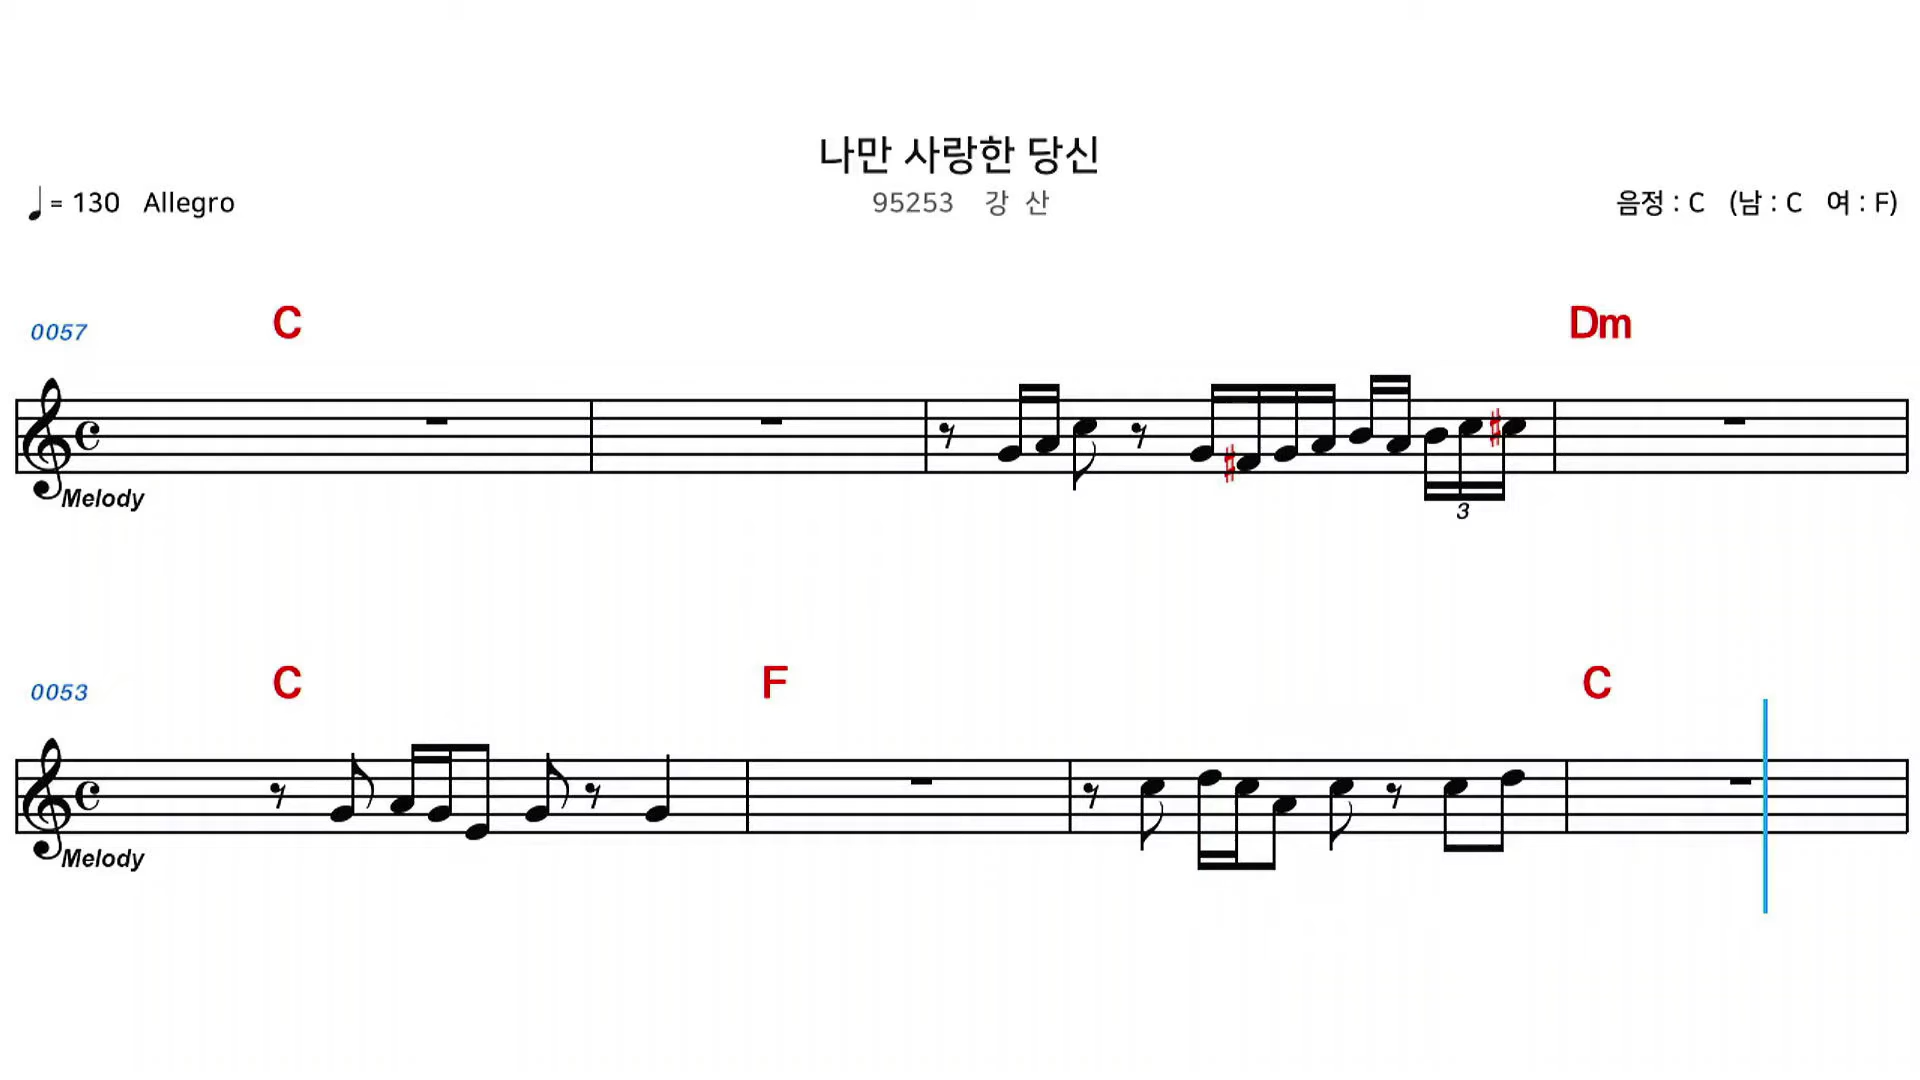 나만 사랑한 당신
♩= 130 Allegro 95253 강 산 음정 : C (남 : C 여 : F)
0057 C Dm
Melody
3
0053 C F C
Melody